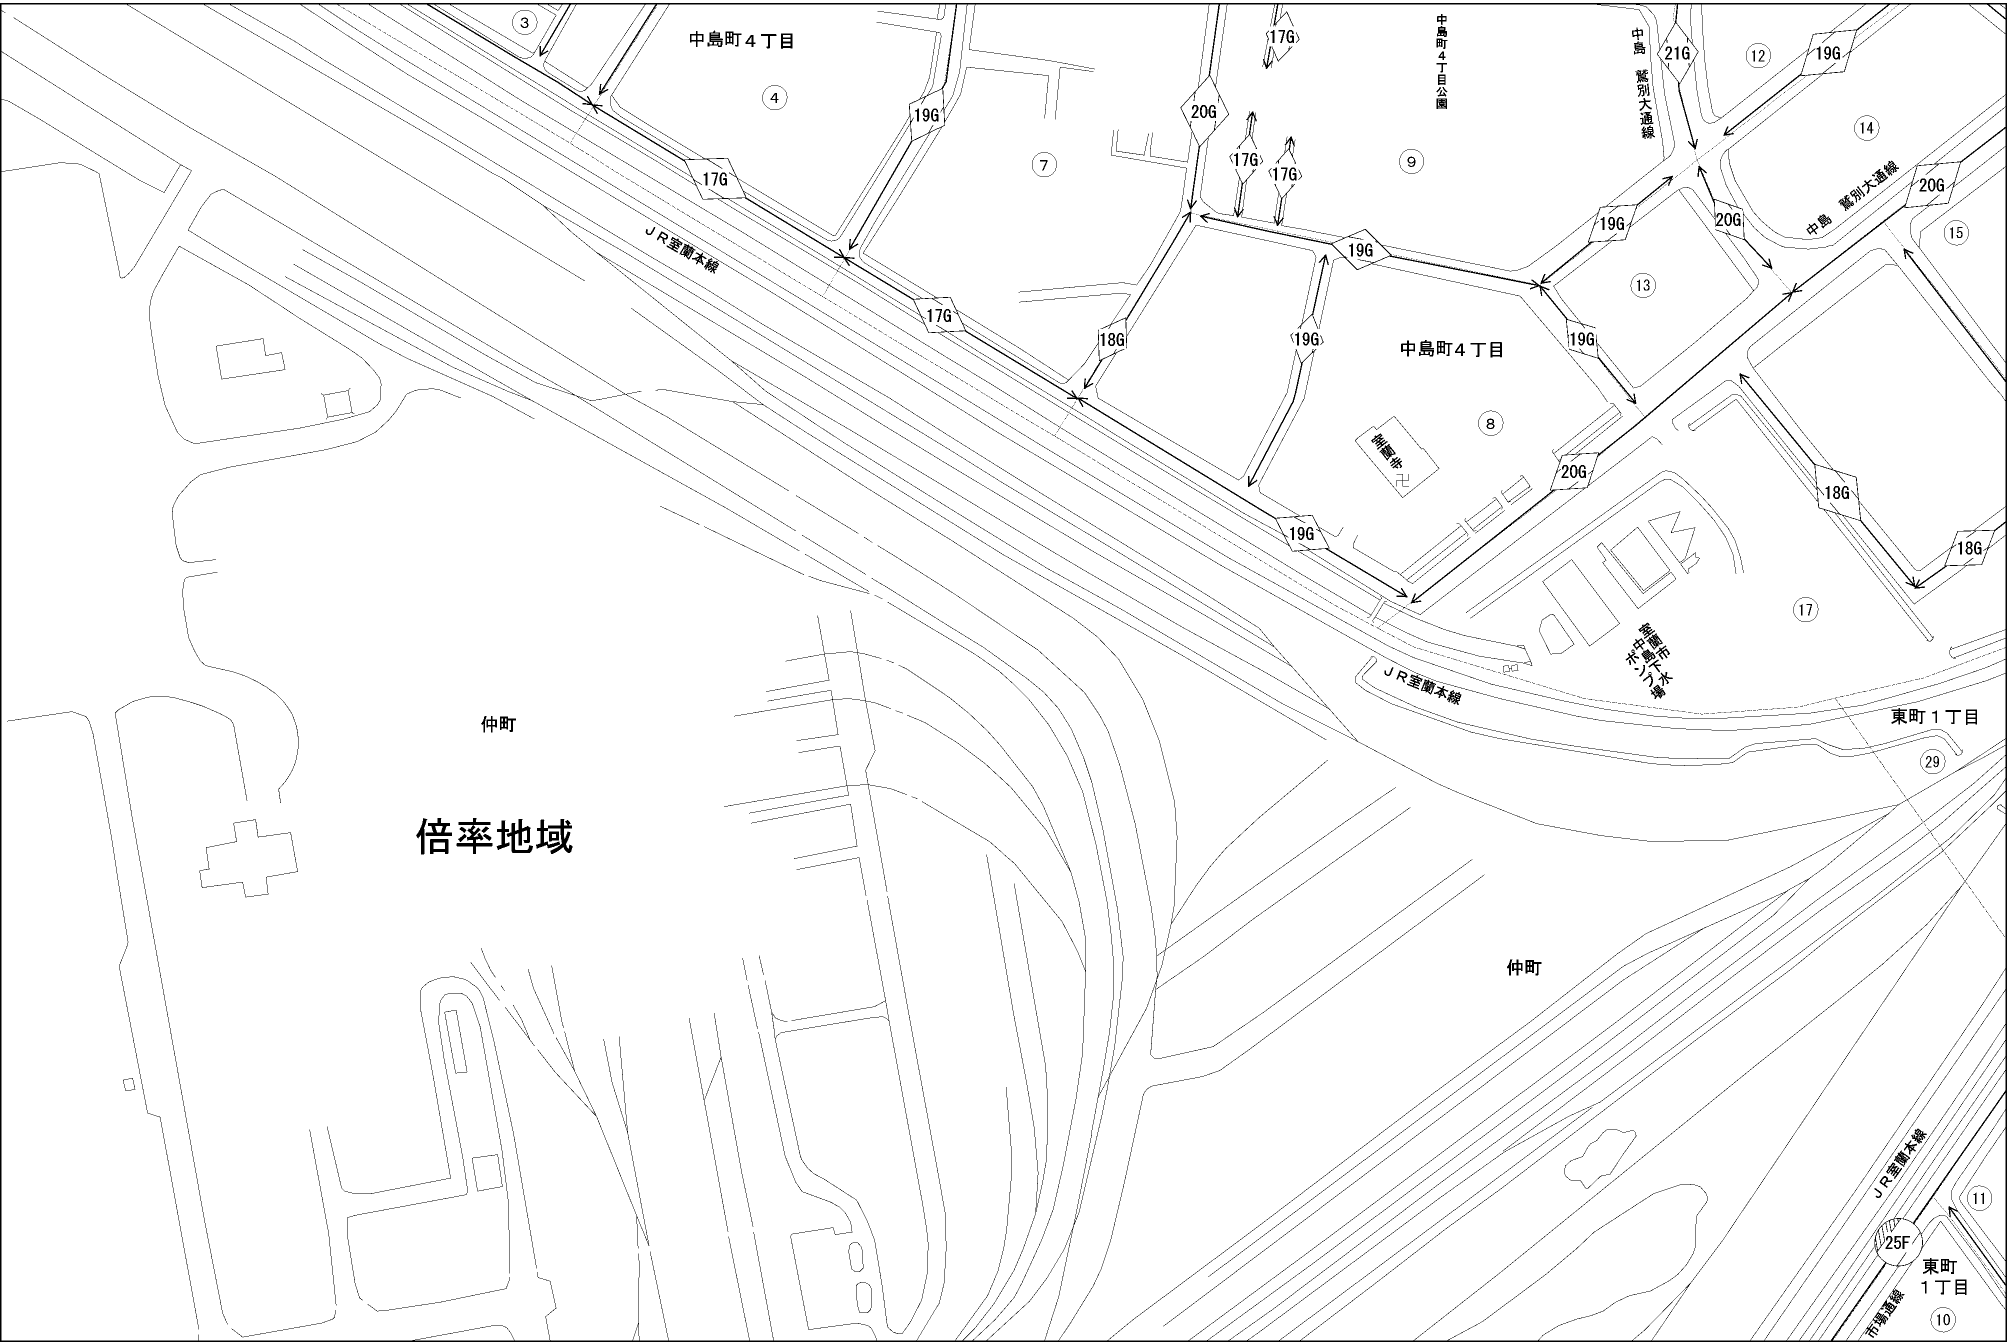 3
中島町４丁目
4
17G
19G
17G
JR室蘭本線
7
20G
17G
17G
17G
中島町４丁目公園
9
中島 鷲別大通線
21G
12
19G
14
中島 鷲別大通線
20G
15
19G
20G
19G
13
18G
19G
19G
中島町４丁目
8
室蘭寺
卍
20G
19G
18G
18G
17
室蘭市下水
中島ポンプ場
JR室蘭本線
東町１丁目
29
仲町
倍率地域
仲町
JR室蘭本線
11
25F
東町
１丁目
市場通線
10